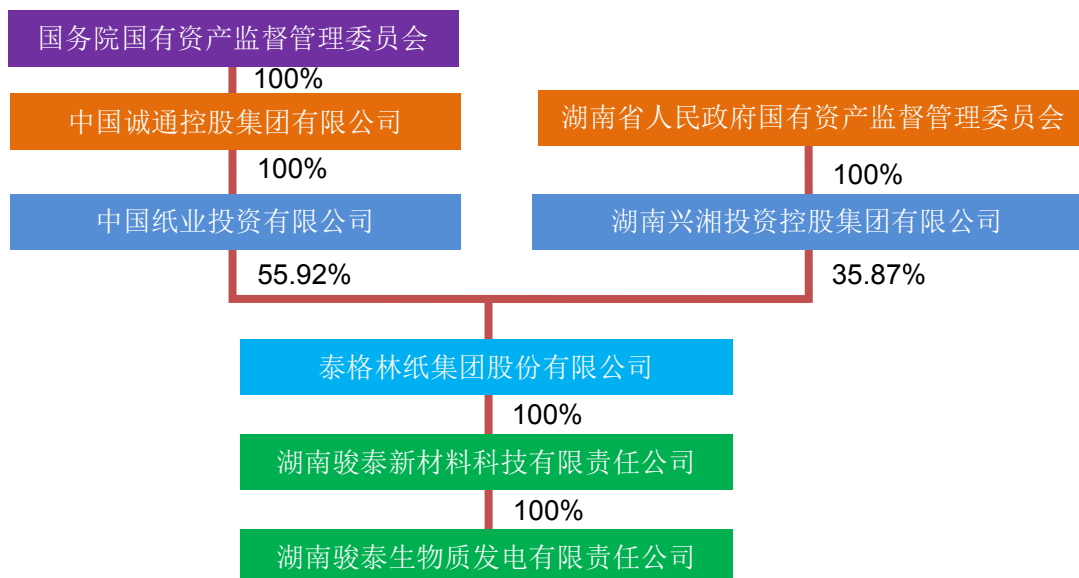 国务院国有资产监督管理委员会
100%
中国诚通控股集团有限公司
湖南省人民政府国有资产监督管理委员会
100%
100%
中国纸业投资有限公司
湖南兴湘投资控股集团有限公司
55.92%
35.87%
泰格林纸集团股份有限公司
100%
湖南骏泰新材料科技有限责任公司
100%
湖南骏泰生物质发电有限责任公司